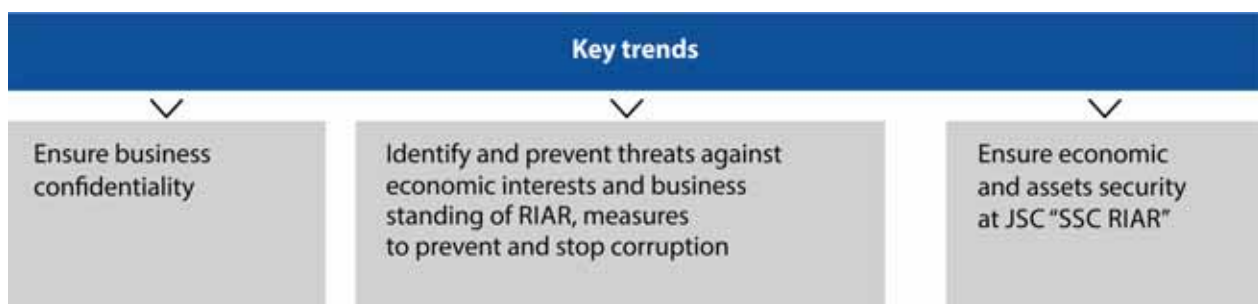 Key trends
Ensure business
confidentiality
Identify and prevent threats against
economic interests and business
standing of RIAR, measures
to prevent and stop corruption
Ensure economic
and assets security
at JSC “SSC RIAR”